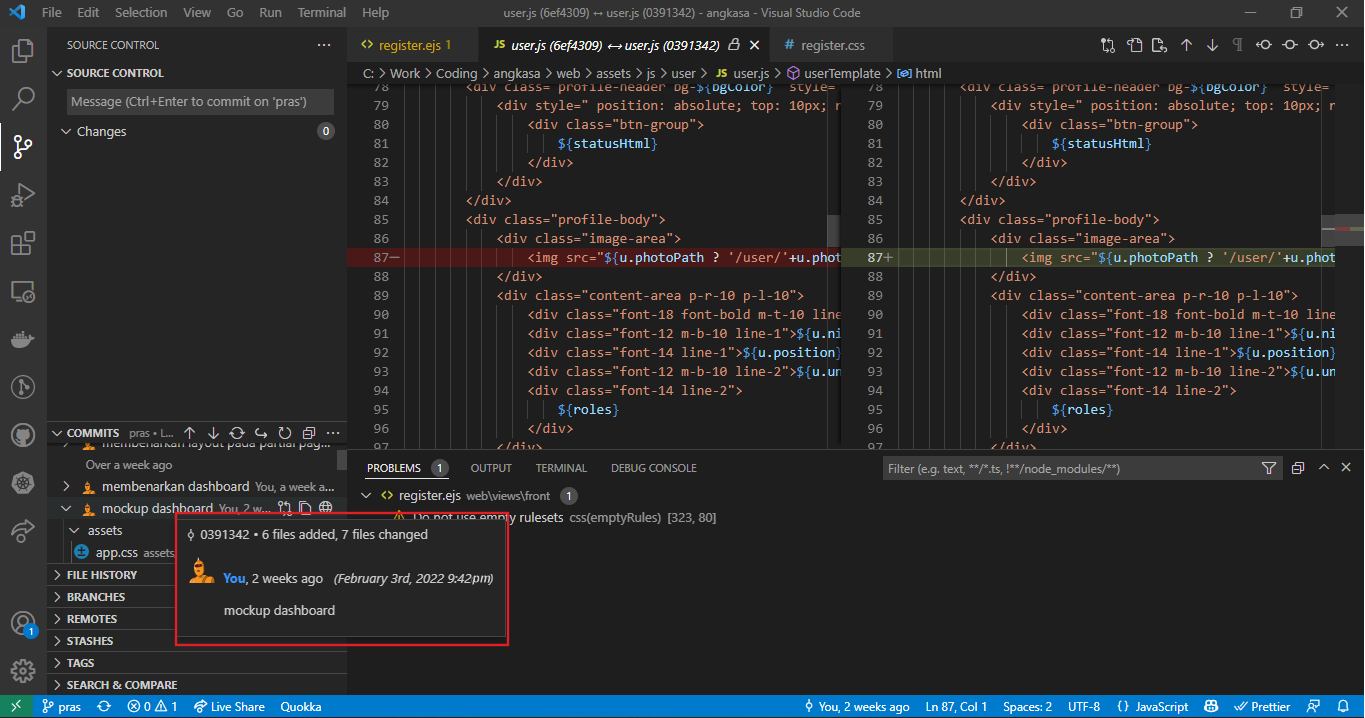 File Edit Selection View Go Run Terminal Help
user.js (6ef4309) ↔ user.js (0391342) - angkasa - Visual Studio Code
SOURCE CONTROL
SOURCE CONTROL
Message (Ctrl+Enter to commit on 'pras')
Changes 0
register.ejs 1
JS user.js (6ef4309) ↔ user.js (0391342)
# register.css
C: > Work > Coding > angkasa > web > assets > js > user > JS user.js > userTemplate > html
78 <div class="profile-header bg-${bgColor}" style="
79 <div style=" position: absolute; top: 10px; r
80 <div class="btn-group">
81 ${statusHtml}
82 </div>
83 </div>
84 </div>
85 <div class="profile-body">
86 <div class="image-area">
87— <img src="${u.photoPath ? '/user/'+u.phot
88 </div>
89 <div class="content-area p-r-10 p-l-10">
90 <div class="font-18 font-bold m-t-10 line
91 <div class="font-12 m-b-10 line-1">${u.ni
92 <div class="font-14 line-1">${u.position}
93 <div class="font-12 m-b-10 line-2">${u.un
94 <div class="font-14 line-2">
95 ${roles}
96 </div>
97 </div>
78 <div class="profile-header bg-${bgColor}" style="
79 <div style=" position: absolute; top: 10px; r
80 <div class="btn-group">
81 ${statusHtml}
82 </div>
83 </div>
84 </div>
85 <div class="profile-body">
86 <div class="image-area">
87+ <img src="${u.photoPath ? '/user/'+u.phot
88 </div>
89 <div class="content-area p-r-10 p-l-10">
90 <div class="font-18 font-bold m-t-10 line
91 <div class="font-12 m-b-10 line-1">${u.ni
92 <div class="font-14 line-1">${u.position}
93 <div class="font-12 m-b-10 line-2">${u.un
94 <div class="font-14 line-2">
95 ${roles}
96 </div>
97 </div>
COMMITS pras • L...
membenarkan layout pada partial pag...
Over a week ago
membenarkan dashboard You, a week a...
mockup dashboard You, 2 w...
assets
app.css assets
FILE HISTORY
BRANCHES
REMOTES
STASHES
TAGS
SEARCH & COMPARE
0391342 • 6 files added, 7 files changed
You, 2 weeks ago (February 3rd, 2022 9:42pm)
mockup dashboard
PROBLEMS 1 OUTPUT TERMINAL DEBUG CONSOLE
Filter (e.g. text, **/*.ts, !**/node_modules/**)
register.ejs web\views\front 1
Do not use empty rulesets css(emptyRules) [323, 80]
1
pras 0 1 Live Share Quokka
You, 2 weeks ago Ln 87, Col 1 Spaces: 2 UTF-8 {} JavaScript Prettier